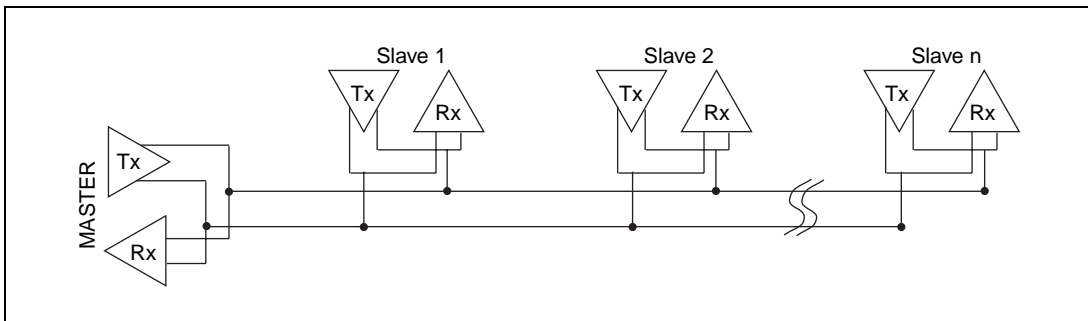 Slave 1
Slave 2
Slave n
Tx
Rx
Tx
Rx
Tx
Rx
MASTER
Tx
Rx